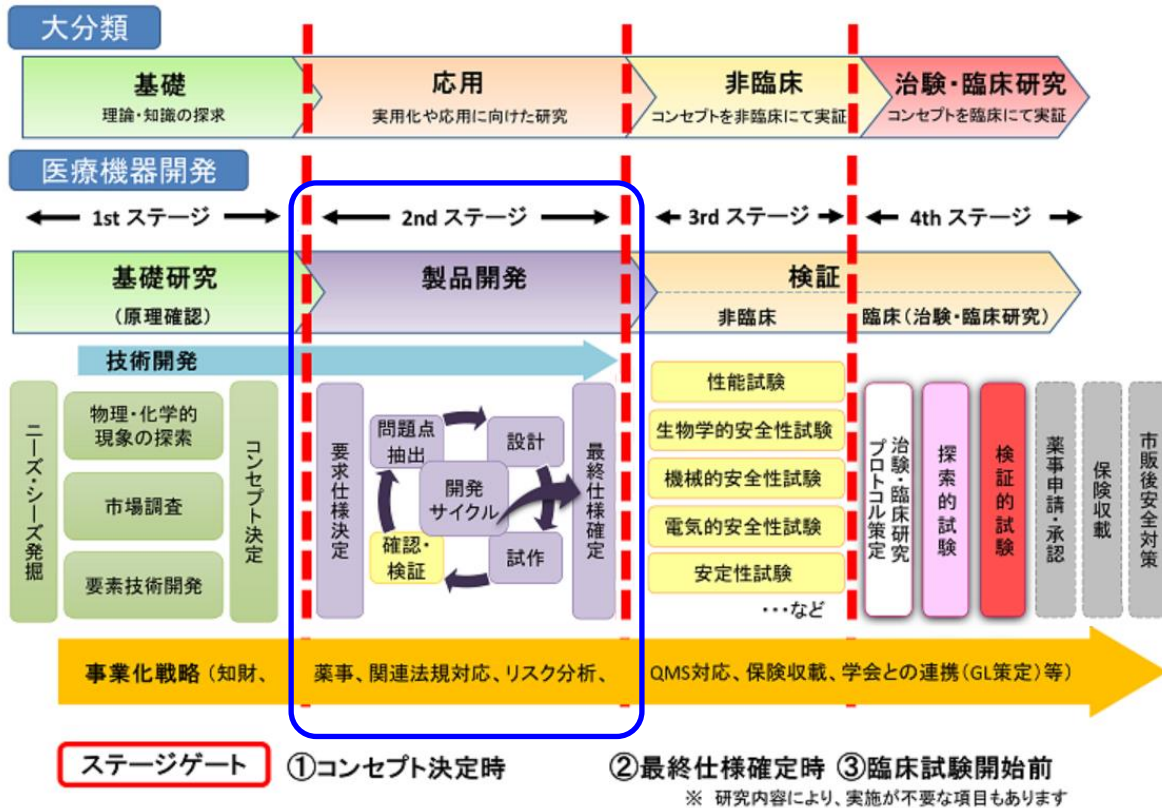 大分類
基礎
理論・知識の探求
応用
実用化や応用に向けた研究
非臨床
コンセプトを非臨床にて実証
治験・臨床研究
コンセプトを臨床にて実証
医療機器開発
1st ステージ
2nd ステージ
3rd ステージ
4th ステージ
基礎研究
(原理確認)
製品開発
検証
非臨床
臨床(治験・臨床研究)
技術開発
ニーズ・シーズ発掘
物理・化学的
現象の探索
市場調査
要素技術開発
コンセプト決定
要求仕様決定
問題点
抽出
設計
開発
サイクル
確認・
検証
試作
最終仕様確定
性能試験
生物学的安全性試験
機械的安全性試験
電気的安全性試験
安定性試験
・・・など
治験・臨床研究
プロトコル策定
探索的試験
検証的試験
薬事申請・承認
保険収載
市販後安全対策
事業化戦略(知財、 薬事、関連法規対応、リスク分析、 QMS対応、保険収載、学会との連携(GL策定)等)
ステージゲート
①コンセプト決定時
②最終仕様確定時
③臨床試験開始前
※ 研究内容により、実施が不要な項目もあります